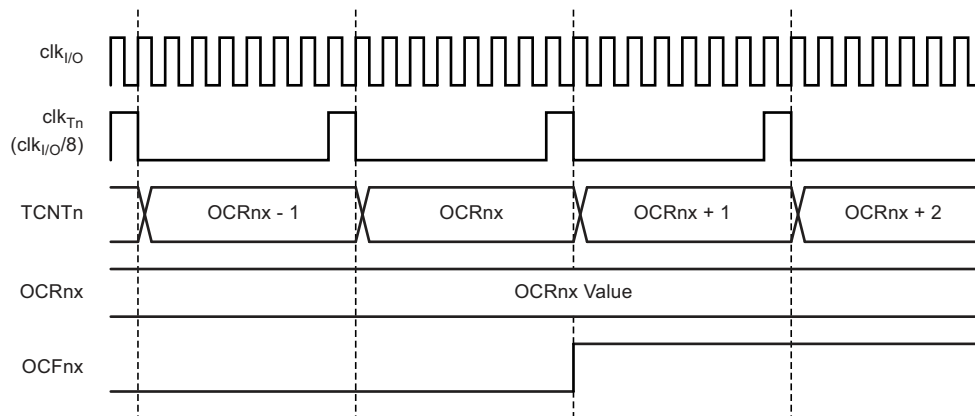 clkI/O
clkTn
(clkI/O/8)
TCNTn
OCRnx - 1
OCRnx
OCRnx + 1
OCRnx + 2
OCRnx
OCRnx Value
OCFnx